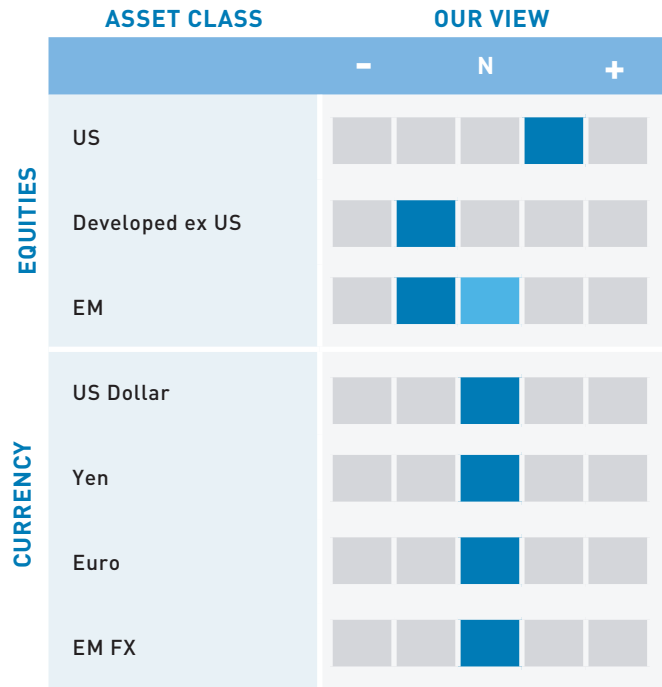 ASSET CLASS OUR VIEW
- N +
EQUITIES
US
Developed ex US
EM
CURRENCY
US Dollar
Yen
Euro
EM FX